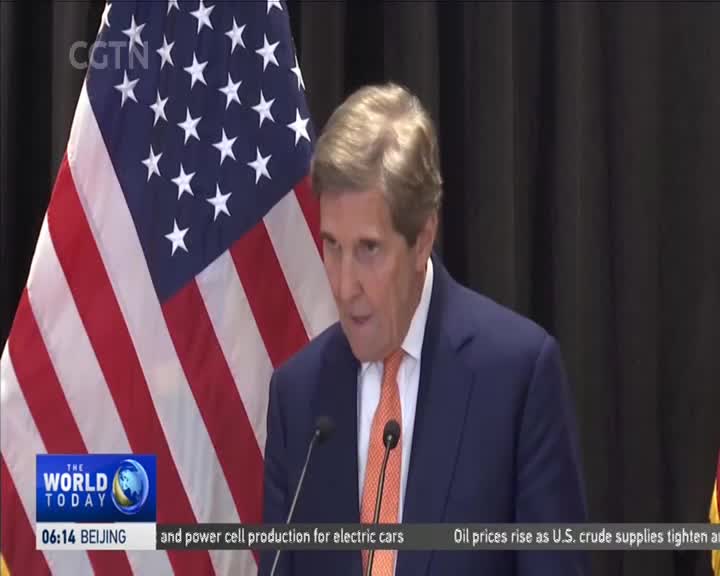 CGTN
THE
WORLD
TODAY
06:14 BEIJING
and power cell production for electric cars Oil prices rise as U.S. crude supplies tighten